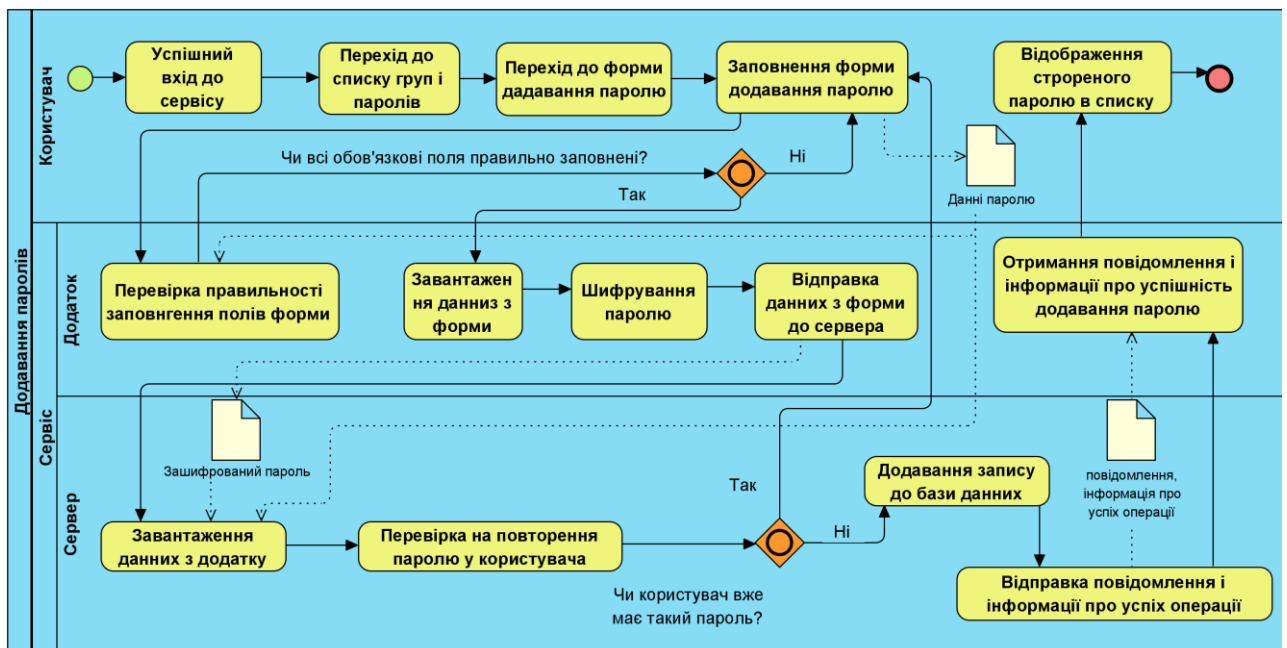 Додавання паролів
Користувач
Успішний
вхід до
сервісу
Перехід до
списку груп і
паролів
Перехід до форми
дадавання паролю
Заповнення форми
додавання паролю
Відображення
строреного
паролю в списку
Чи всі обов'язкові поля правильно заповнені?
Ні
Так
Данні паролю
Сервіс
Додаток
Перевірка правильності
заповнгення полів форми
Завантажен
ня данниз з
форми
Шифрування
паролю
Відправка
данних з форми
до сервера
Отримання повідомлення і
інформації про успішність
додавання паролю
Сервер
Зашифрований пароль
Завантаження
данних з додатку
Перевірка на повторення
паролю у користувача
Так
Ні
Чи користувач вже
має такий пароль?
Додавання запису
до бази данних
повідомлення,
інформація про
успіх операції
Відправка повідомлення і
інформації про успіх операції